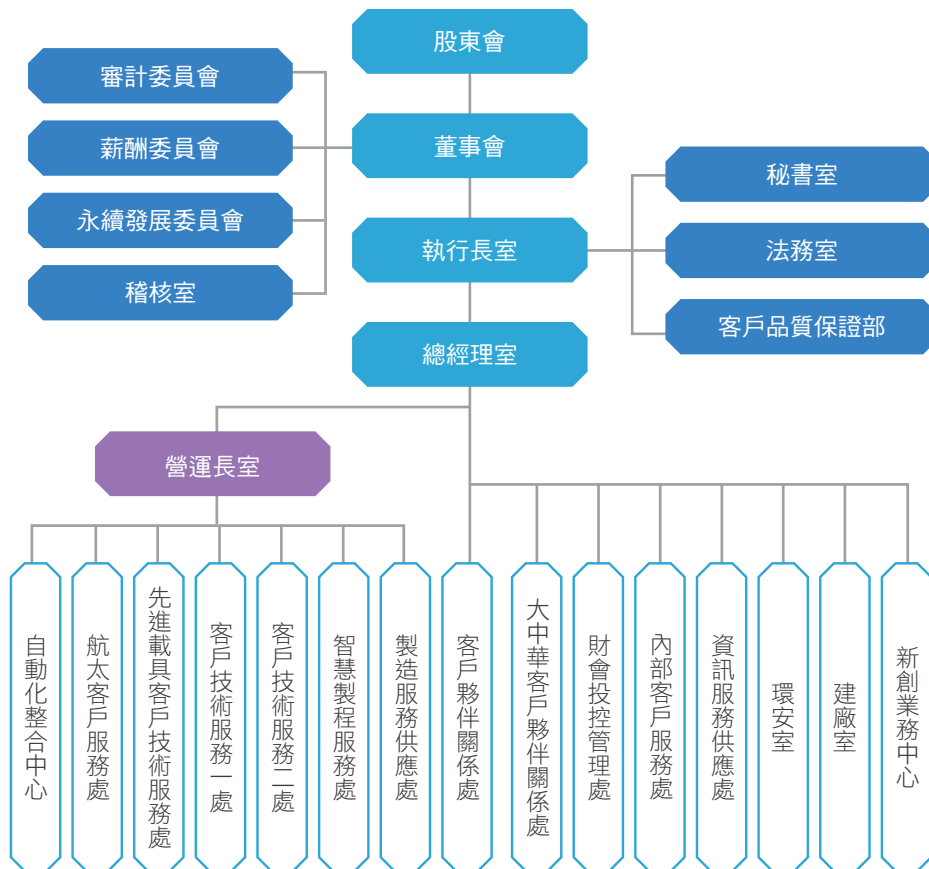 股東會
審計委員會
董事會
薪酬委員會
秘書室
永續發展委員會
執行長室
法務室
稽核室
客戶品質保證部
總經理室
營運長室
自動化整合中心
航太客戶服務處
先進載具客戶技術服務處
客戶技術服務一處
客戶技術服務二處
智慧製程服務處
製造服務供應處
客戶夥伴關係處
大中華客戶夥伴關係處
財會投控管理處
內部客戶服務處
資訊服務供應處
環安室
建廠室
新創業務中心